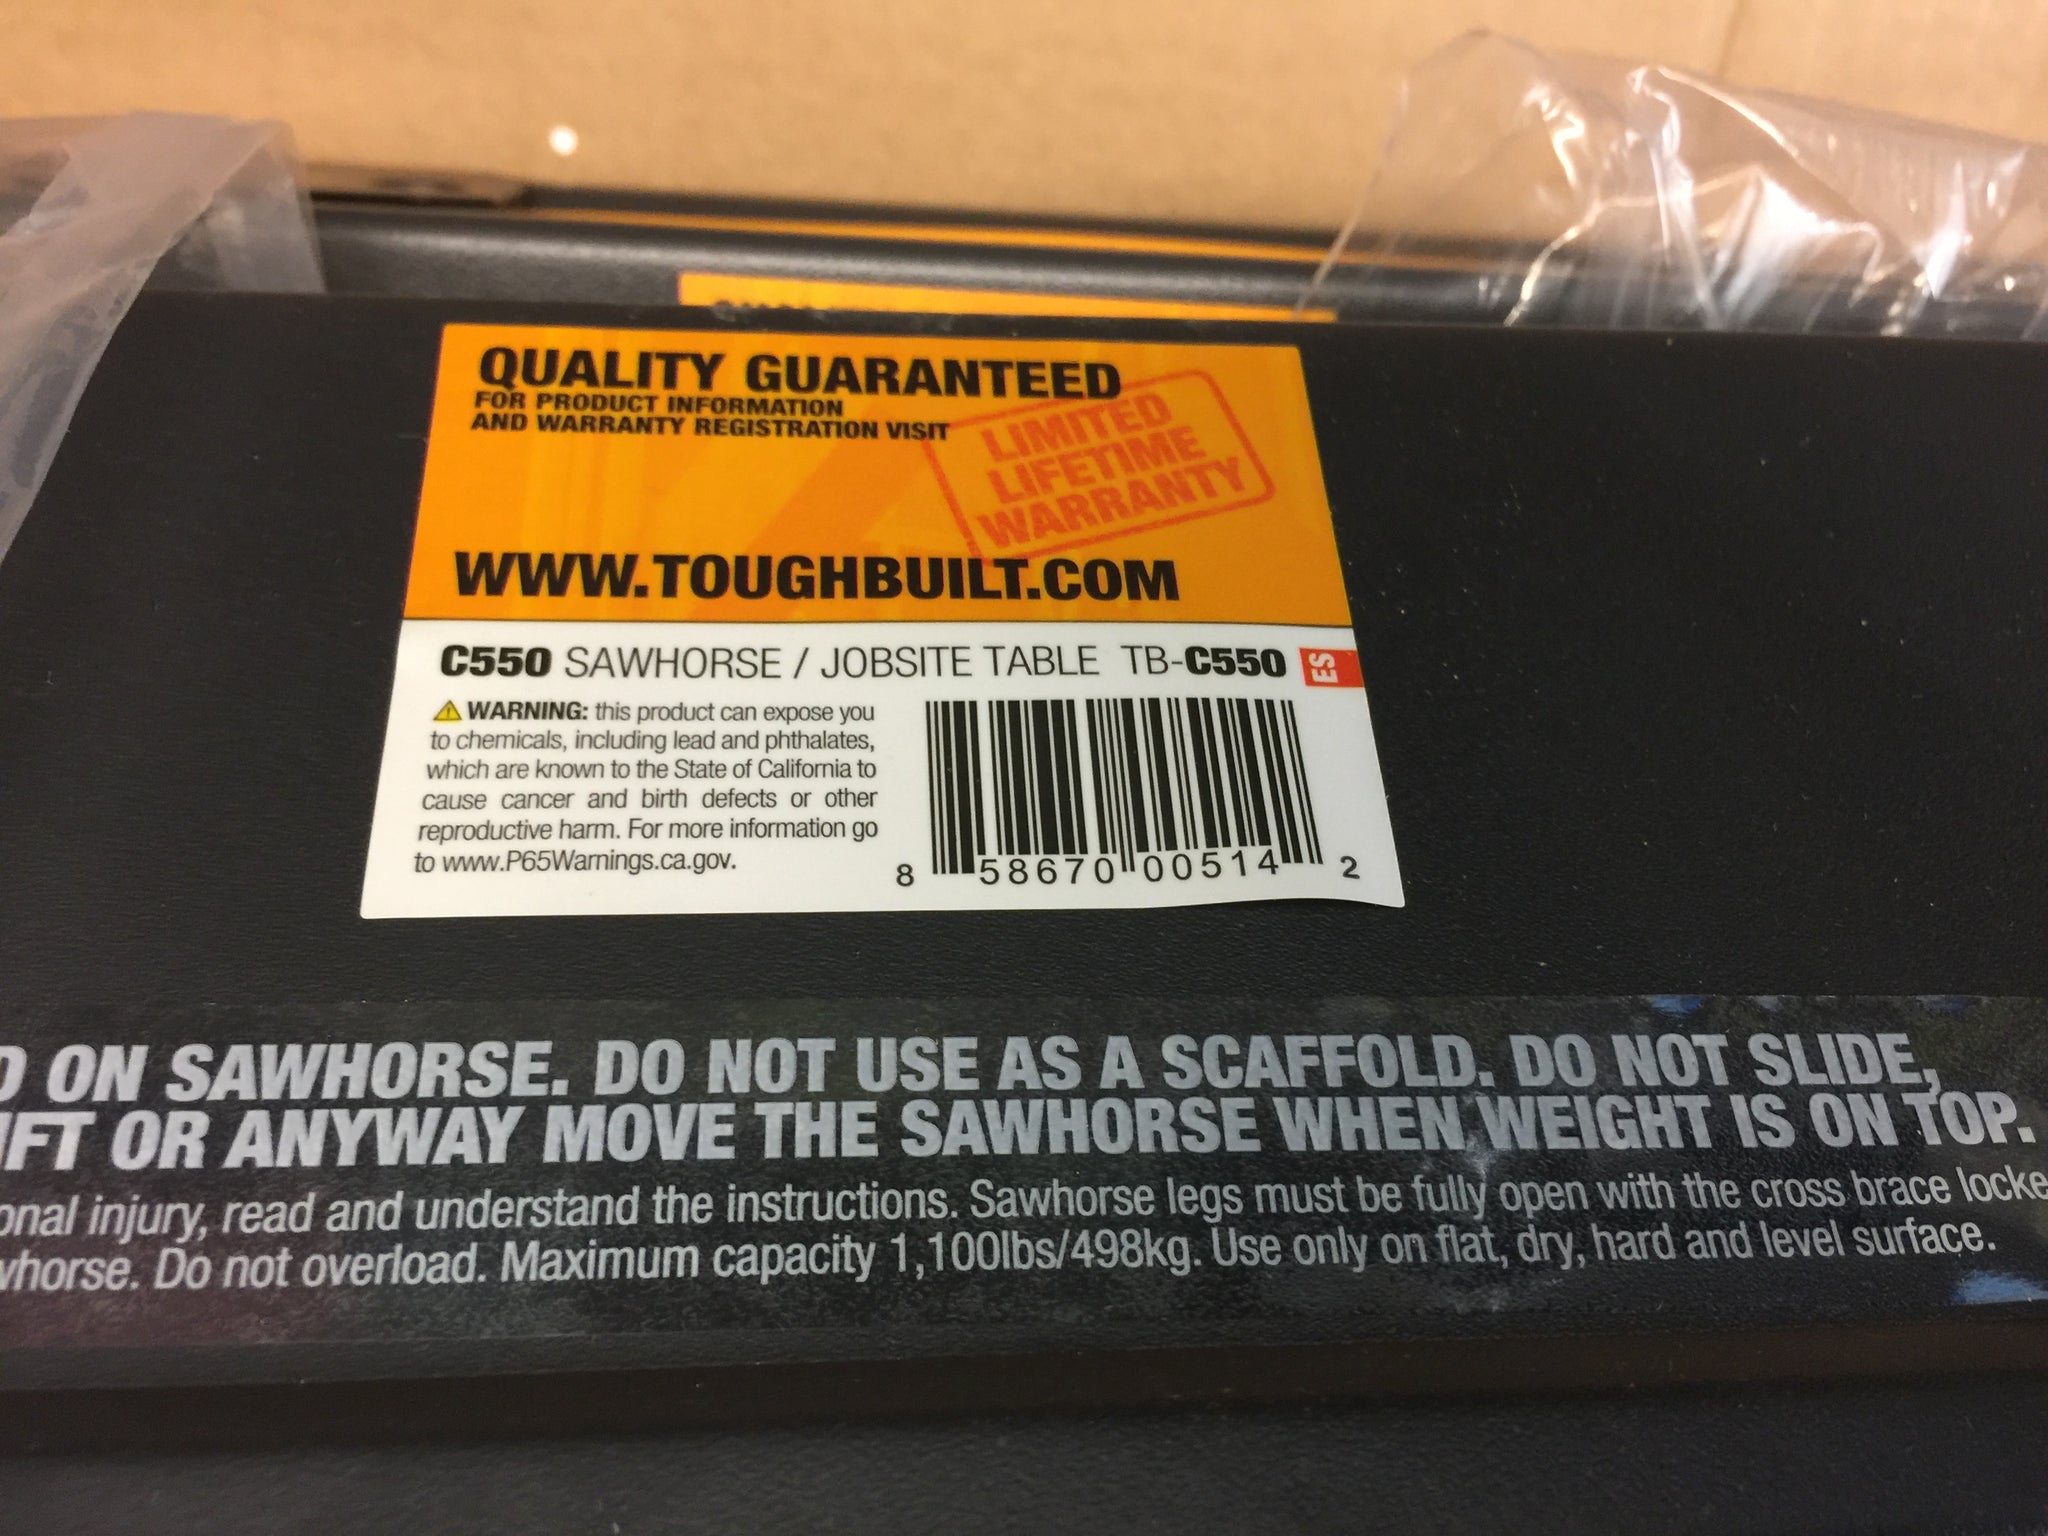 QUALITY GUARANTEED
FOR PRODUCT INFORMATION
AND WARRANTY REGISTRATION VISIT
LIMITED
LIFETIME
WARRANTY
WWW.TOUGHBUILT.COM
C550 SAWHORSE / JOBSITE TABLE TB-C550 ES
WARNING: this product can expose you
to chemicals, including lead and phthalates,
which are known to the State of California to
cause cancer and birth defects or other
reproductive harm. For more information go
to www.P65Warnings.ca.gov.
8 58670 00514 2
ON SAWHORSE. DO NOT USE AS A SCAFFOLD. DO NOT SLIDE,
OR ANYWAY MOVE THE SAWHORSE WHEN WEIGHT IS ON TOP.
injury, read and understand the instructions. Sawhorse legs must be fully open with the cross brace locke
whorse. Do not overload. Maximum capacity 1,100lbs/498kg. Use only on flat, dry, hard and level surface.